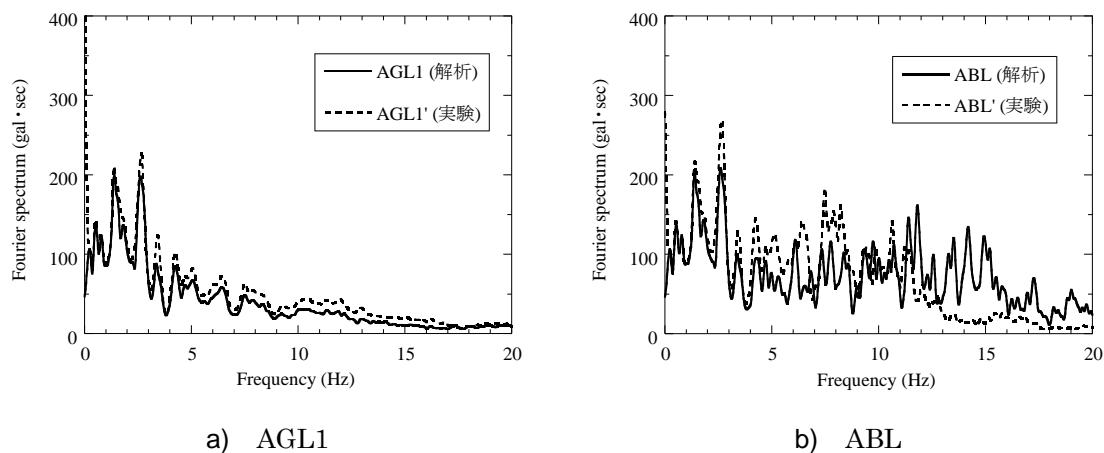 400
300
200
100
0
Fourier spectrum (gal・sec)
AGL1 (解析)
AGL1' (実験)
0 5 10 15 20
Frequency (Hz)
a) AGL1
400
300
200
100
0
Fourier spectrum (gal・sec)
ABL (解析)
ABL' (実験)
0 5 10 15 20
Frequency (Hz)
b) ABL